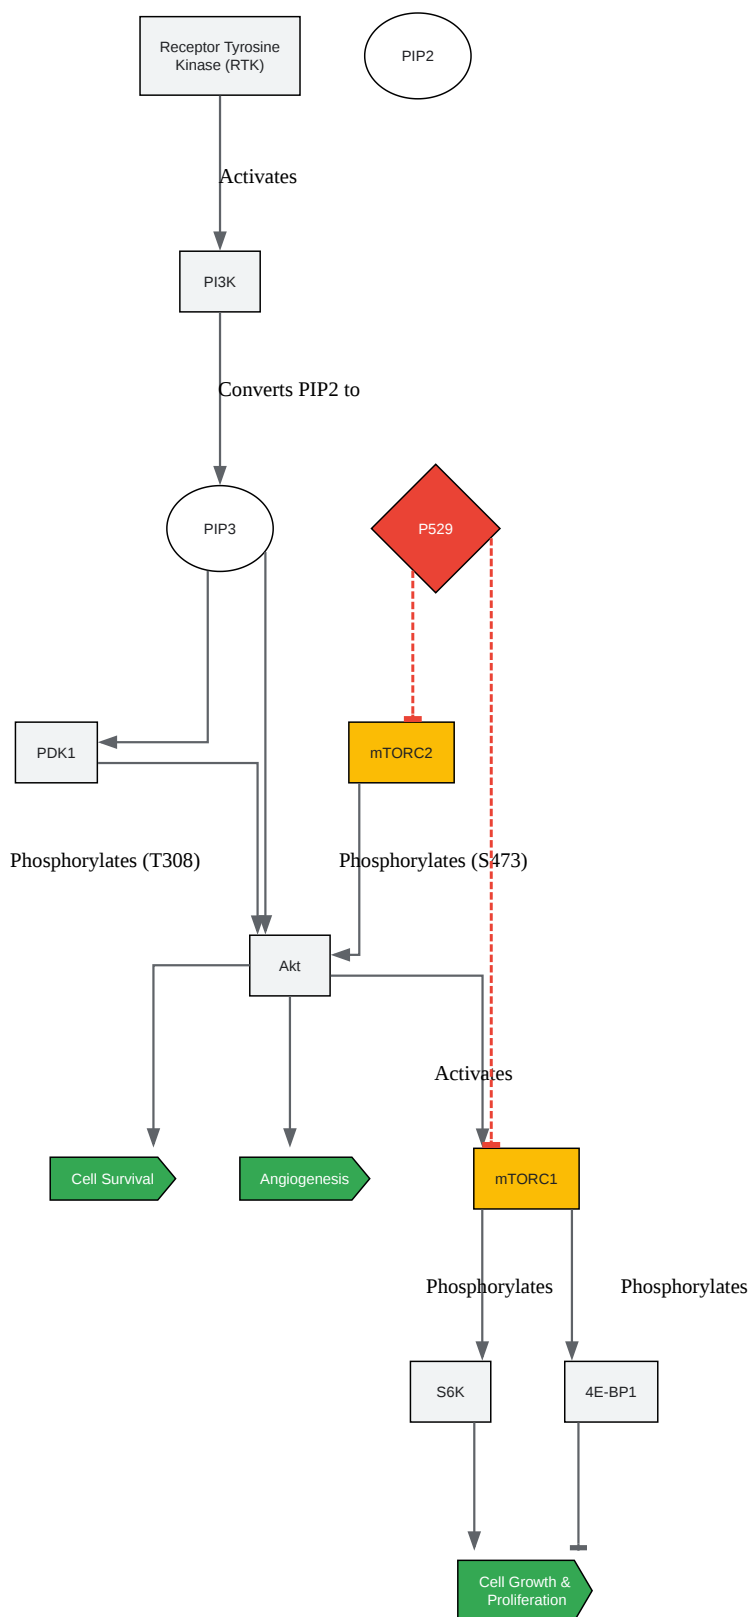 Receptor Tyrosine
Kinase (RTK)
PIP2
Activates
PI3K
Converts PIP2 to
PIP3
P529
PDK1
mTORC2
Phosphorylates (T308)
Phosphorylates (S473)
Akt
Activates
Cell Survival
Angiogenesis
mTORC1
Phosphorylates
Phosphorylates
S6K
4E-BP1
Cell Growth &
Proliferation